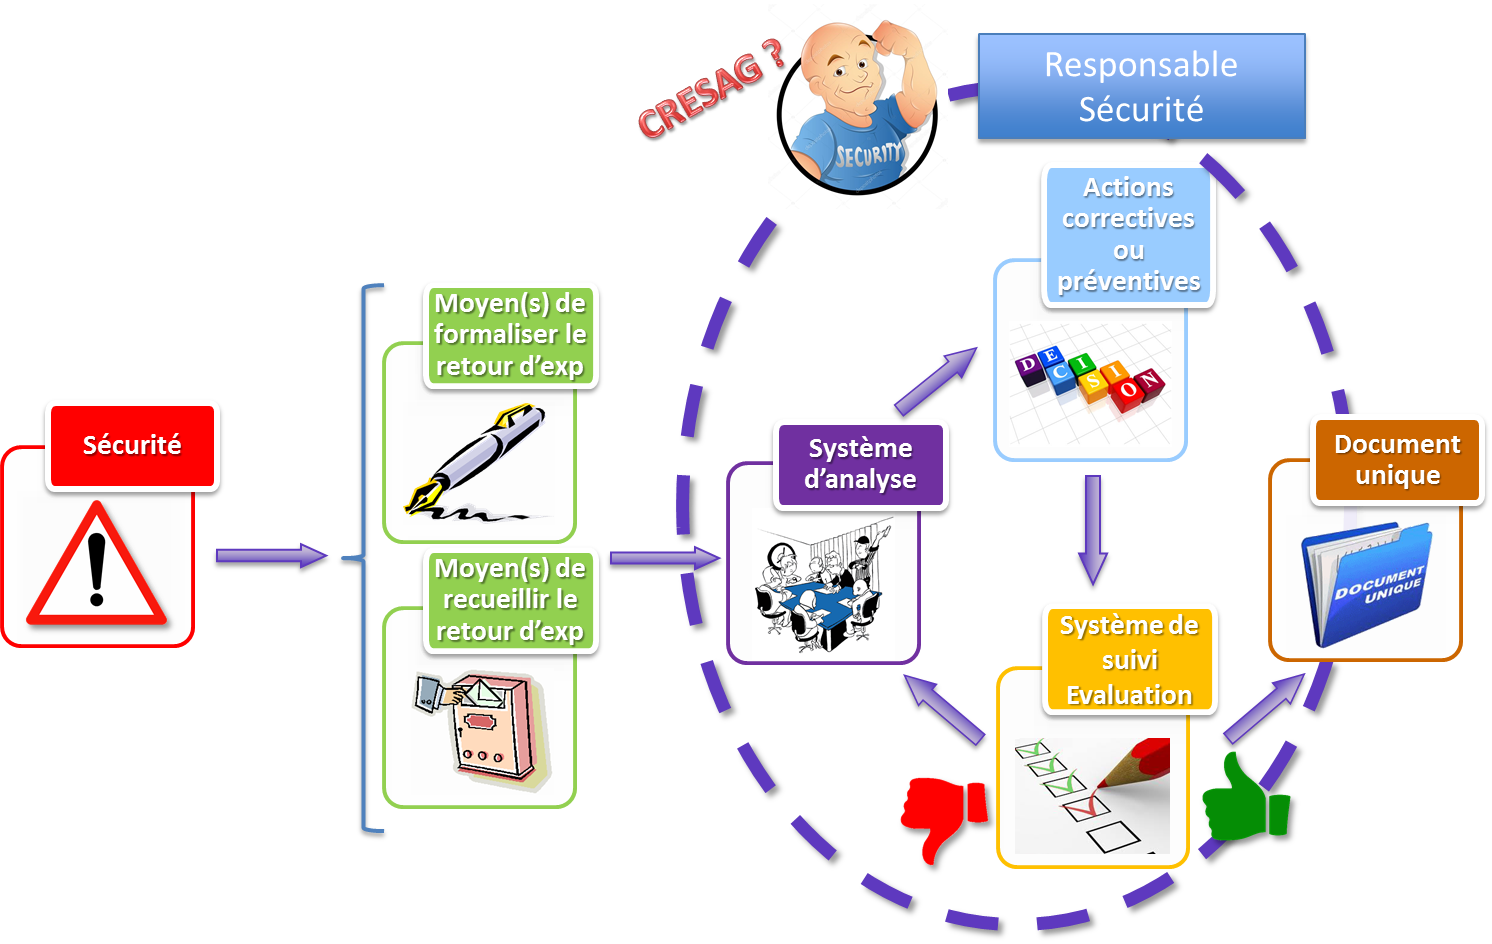 CRESAG ?
SECURITY
Responsable
Sécurité
Actions
correctives
ou
préventives
DECISION
Moyen(s) de
formaliser le
retour d'exp
Sécurité
Moyen(s) de
recueillir le
retour d'exp
Système
d'analyse
Document
unique
DOCUMENT
UNIQUE
Système de
suivi
Evaluation